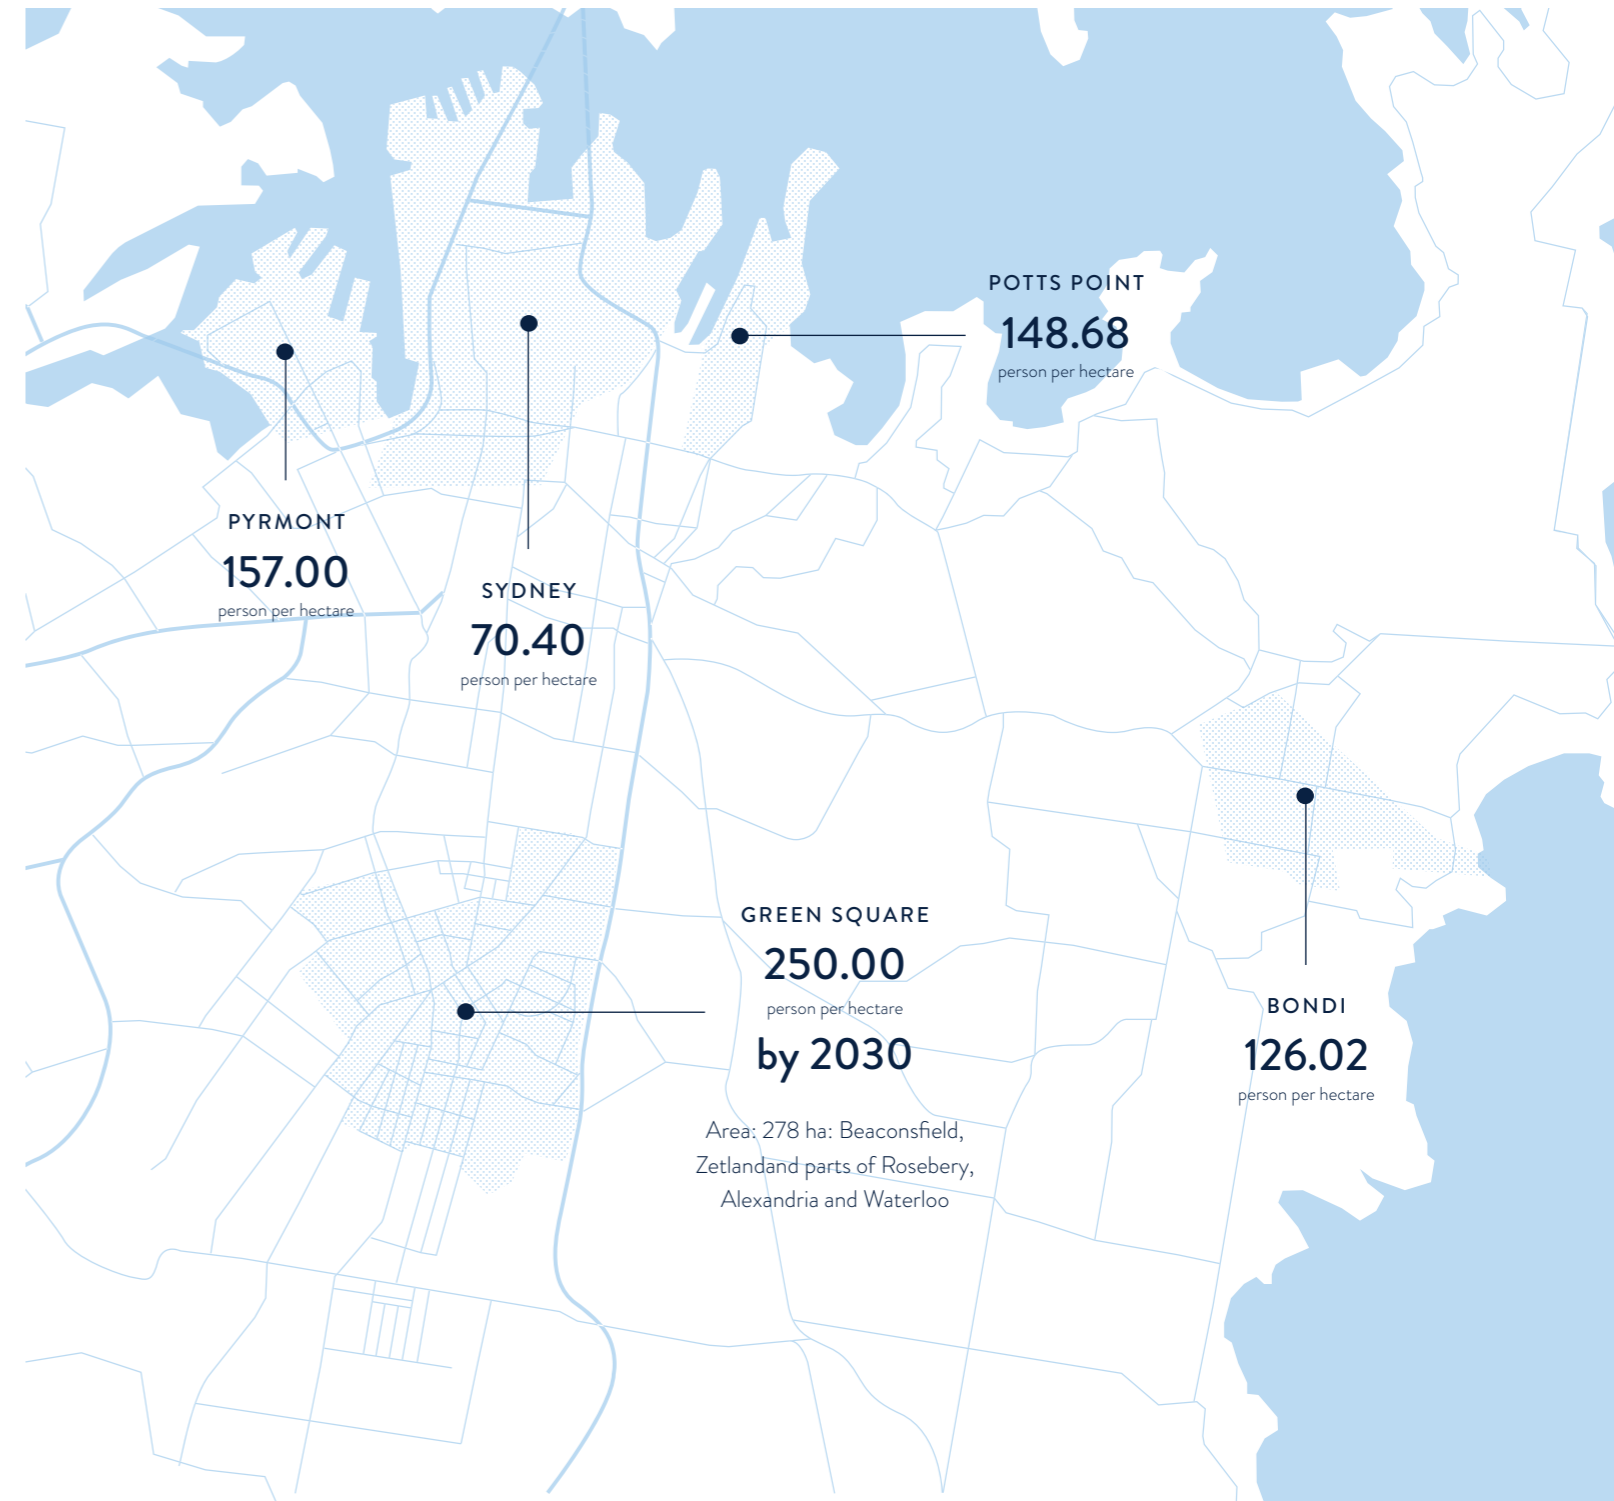 POTTS POINT
148.68
person per hectare
PYRMONT
157.00
person per hectare
SYDNEY
70.40
person per hectare
GREEN SQUARE
250.00
person per hectare
by 2030
Area: 278 ha: Beaconsfield,
Zetlandand parts of Rosebery,
Alexandria and Waterloo
BONDI
126.02
person per hectare